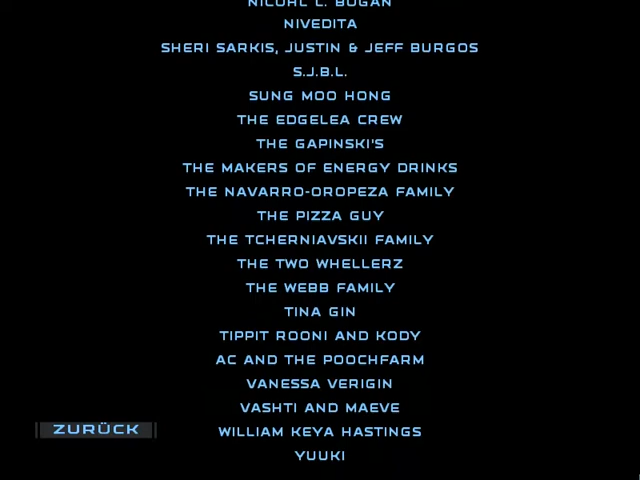 NICOHL L. BOGAN
NIVEDITA
SHERI SARKIS, JUSTIN & JEFF BURGOS
S.J.B.L.
SUNG MOO HONG
THE EDGELEA CREW
THE GAPINSKI'S
THE MAKERS OF ENERGY DRINKS
THE NAVARRO-OROPEZA FAMILY
THE PIZZA GUY
THE TCHERNIAVSKII FAMILY
THE TWO WHELLERZ
THE WEBB FAMILY
TINA GIN
TIPPIT ROONI AND KODY
AC AND THE POOCHFARM
VANESSA VERIGIN
VASHTI AND MAEVE
ZURÜCK
WILLIAM KEYA HASTINGS
YUUKI